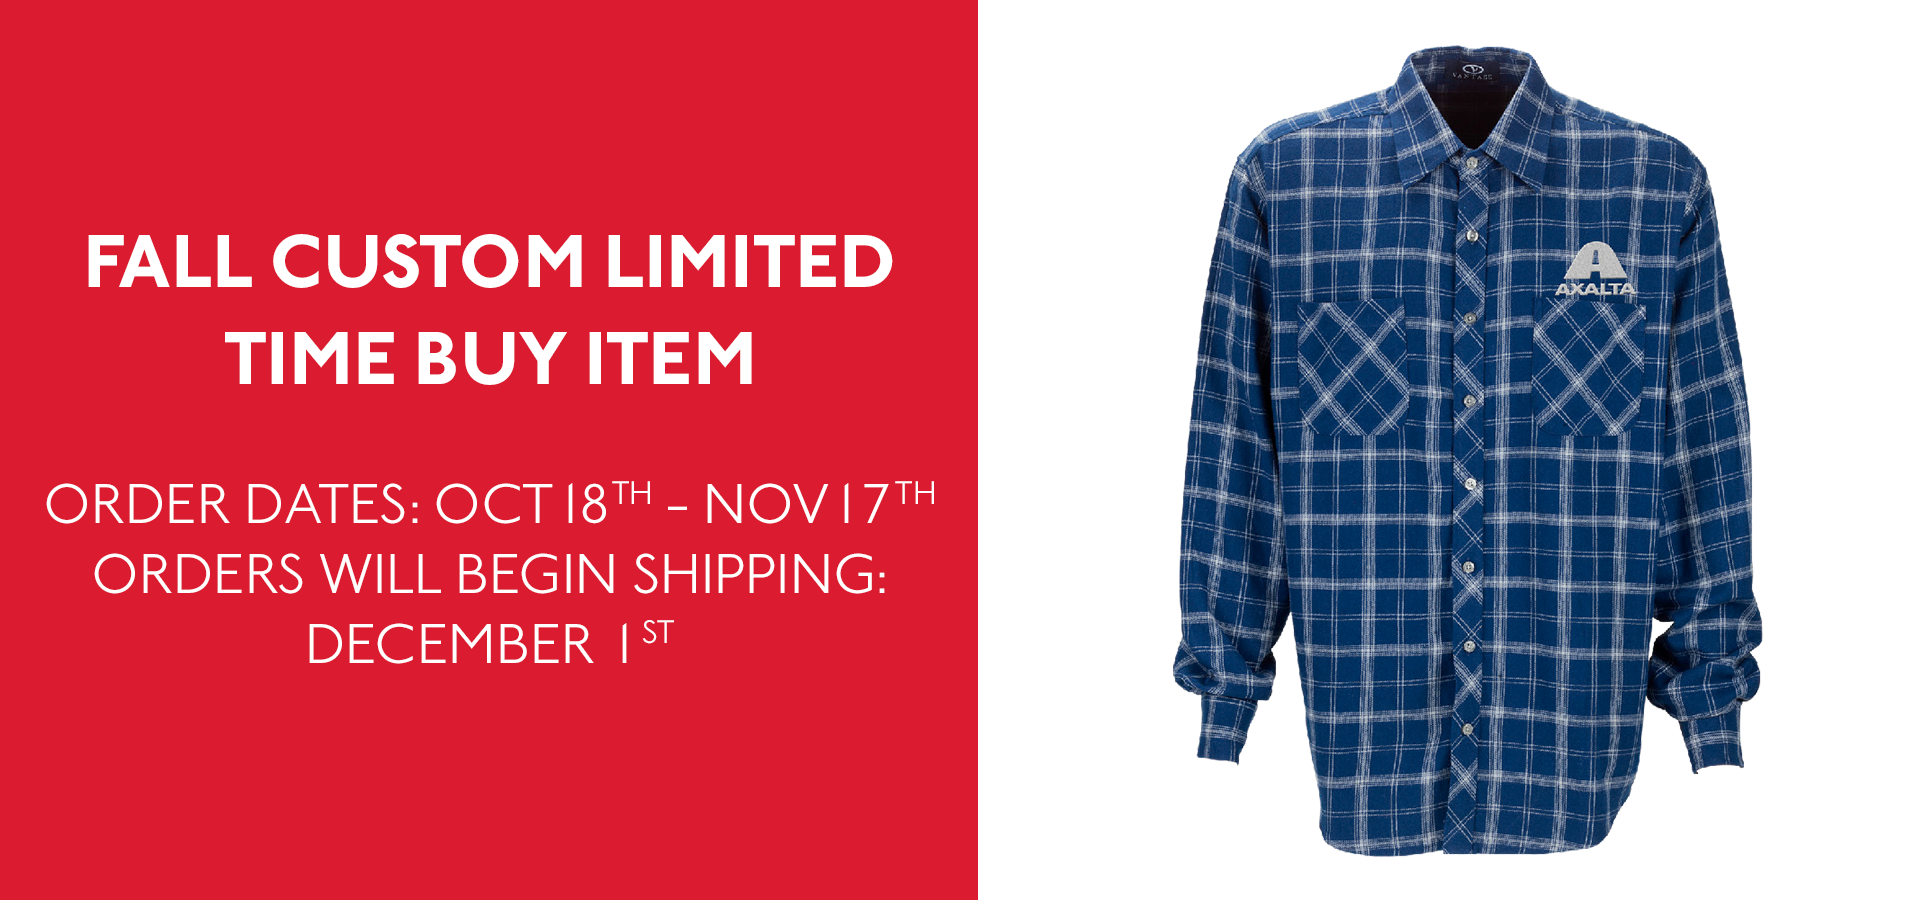 FALL CUSTOM LIMITED
TIME BUY ITEM
ORDER DATES: OCT 18TH – NOV 17TH
ORDERS WILL BEGIN SHIPPING:
DECEMBER 1ST
VANTAGE
A
AXALTA